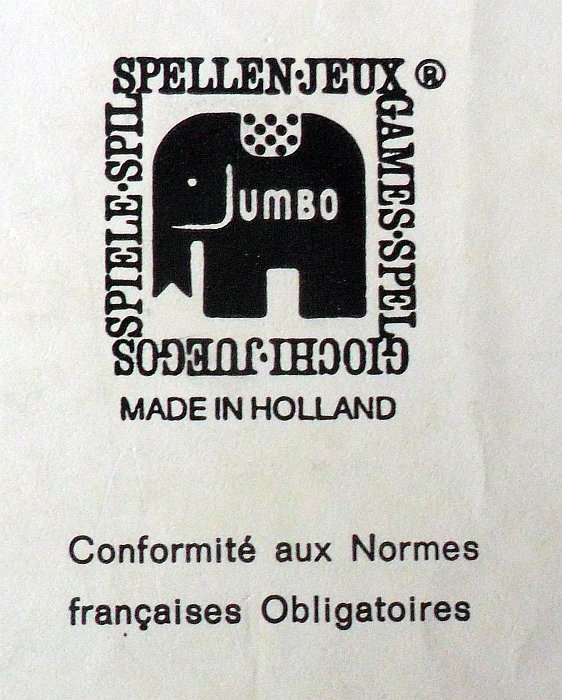 SPELLEN·JEUX ®
GAMES·SPEL
GIOCHI·JUEGOS
SPIELE·SPIL
JUMBO
MADE IN HOLLAND
Conformité aux Normes
françaises Obligatoires